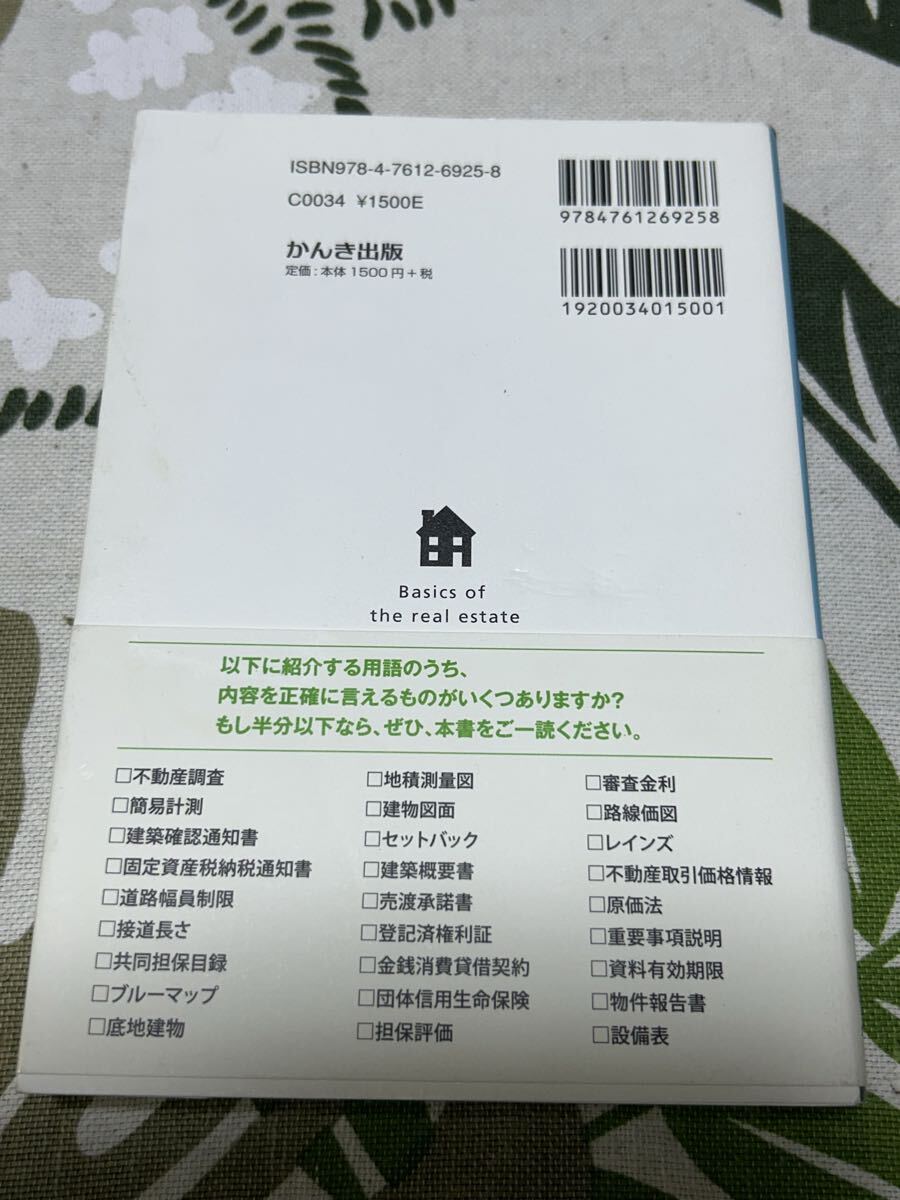 ISBN978-4-7612-6925-8
C0034 ¥1500E
かんき出版
定価：本体1500円＋税
9784761269258
1920034015001
Basics of
the real estate
以下に紹介する用語のうち、
内容を正確に言えるものがいくつありますか？
もし半分以下なら、ぜひ、本書をご一読ください。
□不動産調査
□簡易計測
□建築確認通知書
□固定資産税納税通知書
□道路幅員制限
□接道長さ
□共同担保目録
□ブルーマップ
□底地建物
□地積測量図
□建物図面
□セットバック
□建築概要書
□売渡承諾書
□登記済権利証
□金銭消費貸借契約
□団体信用生命保険
□担保評価
□審査金利
□路線価図
□レインズ
□不動産取引価格情報
□原価法
□重要事項説明
□資料有効期限
□物件報告書
□設備表